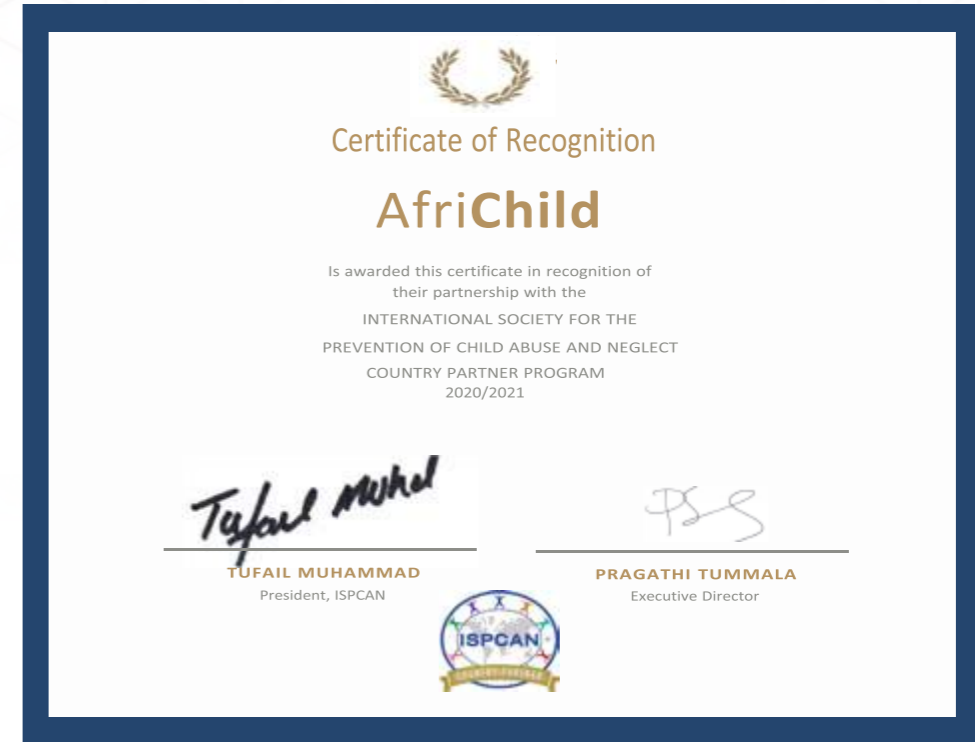 Certificate of Recognition
AfriChild
Is awarded this certificate in recognition of
their partnership with the
INTERNATIONAL SOCIETY FOR THE
PREVENTION OF CHILD ABUSE AND NEGLECT
COUNTRY PARTNER PROGRAM
2020/2021
Tufail
TUFAIL MUHAMMAD
President, ISPCAN
PRAGATHI TUMMALA
Executive Director
ISPCAN
COUNTRY PARTNER